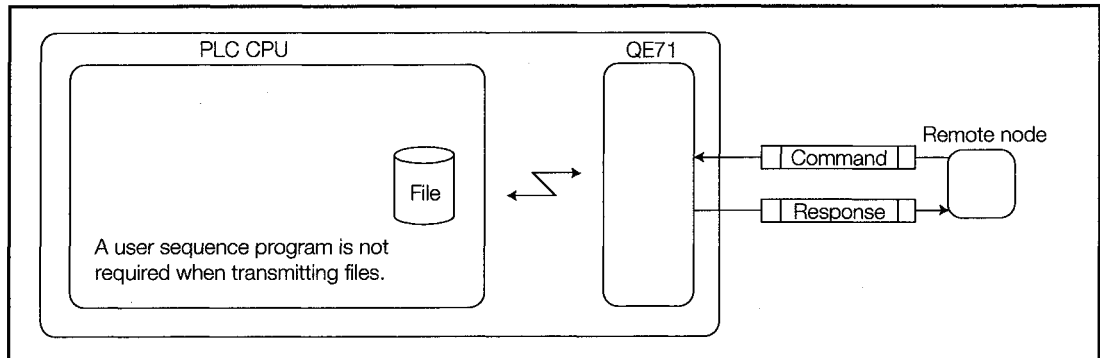 PLC CPU
QE71
Remote node
Command
File
Response
A user sequence program is not
required when transmitting files.